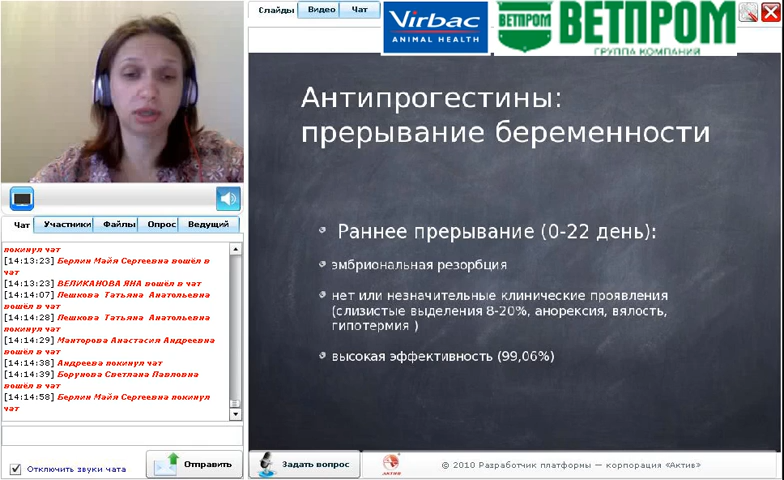 Слайды Видео Чат
Virbac
ANIMAL HEALTH
ВЕТПРОМ
ВЕТПРОМ
ГРУППА КОМПАНИЙ
Антипрогестины:
прерывание беременности
Раннее прерывание (0-22 день):
эмбриональная резорбция
нет или незначительные клинические проявления
(слизистые выделения 8-20%, анорексия, вялость,
гипотермия )
высокая эффективность (99,06%)
Чат Участники Файлы Опрос Ведущий
покинул чат
[14:13:23] Берлин Майя Сергеевна вошёл в
чат
[14:13:23] ВЕЛИКАНОВА ЯНА вошёл в чат
[14:14:07] Пешкова Татьяна Анатольевна
вошёл в чат
[14:14:28] Пешкова Татьяна Анатольевна
покинул чат
[14:14:29] Манторова Анастасия Андреевна
вошёл в чат
[14:14:38] Андреева покинул чат
[14:14:39] Борунова Светлана Павловна
вошёл в чат
[14:14:58] Берлин Майя Сергеевна покинул
чат
Отключить звуки чата
Отправить
Задать вопрос
АКТИВ
© 2010 Разработчик платформы — корпорация «Актив»